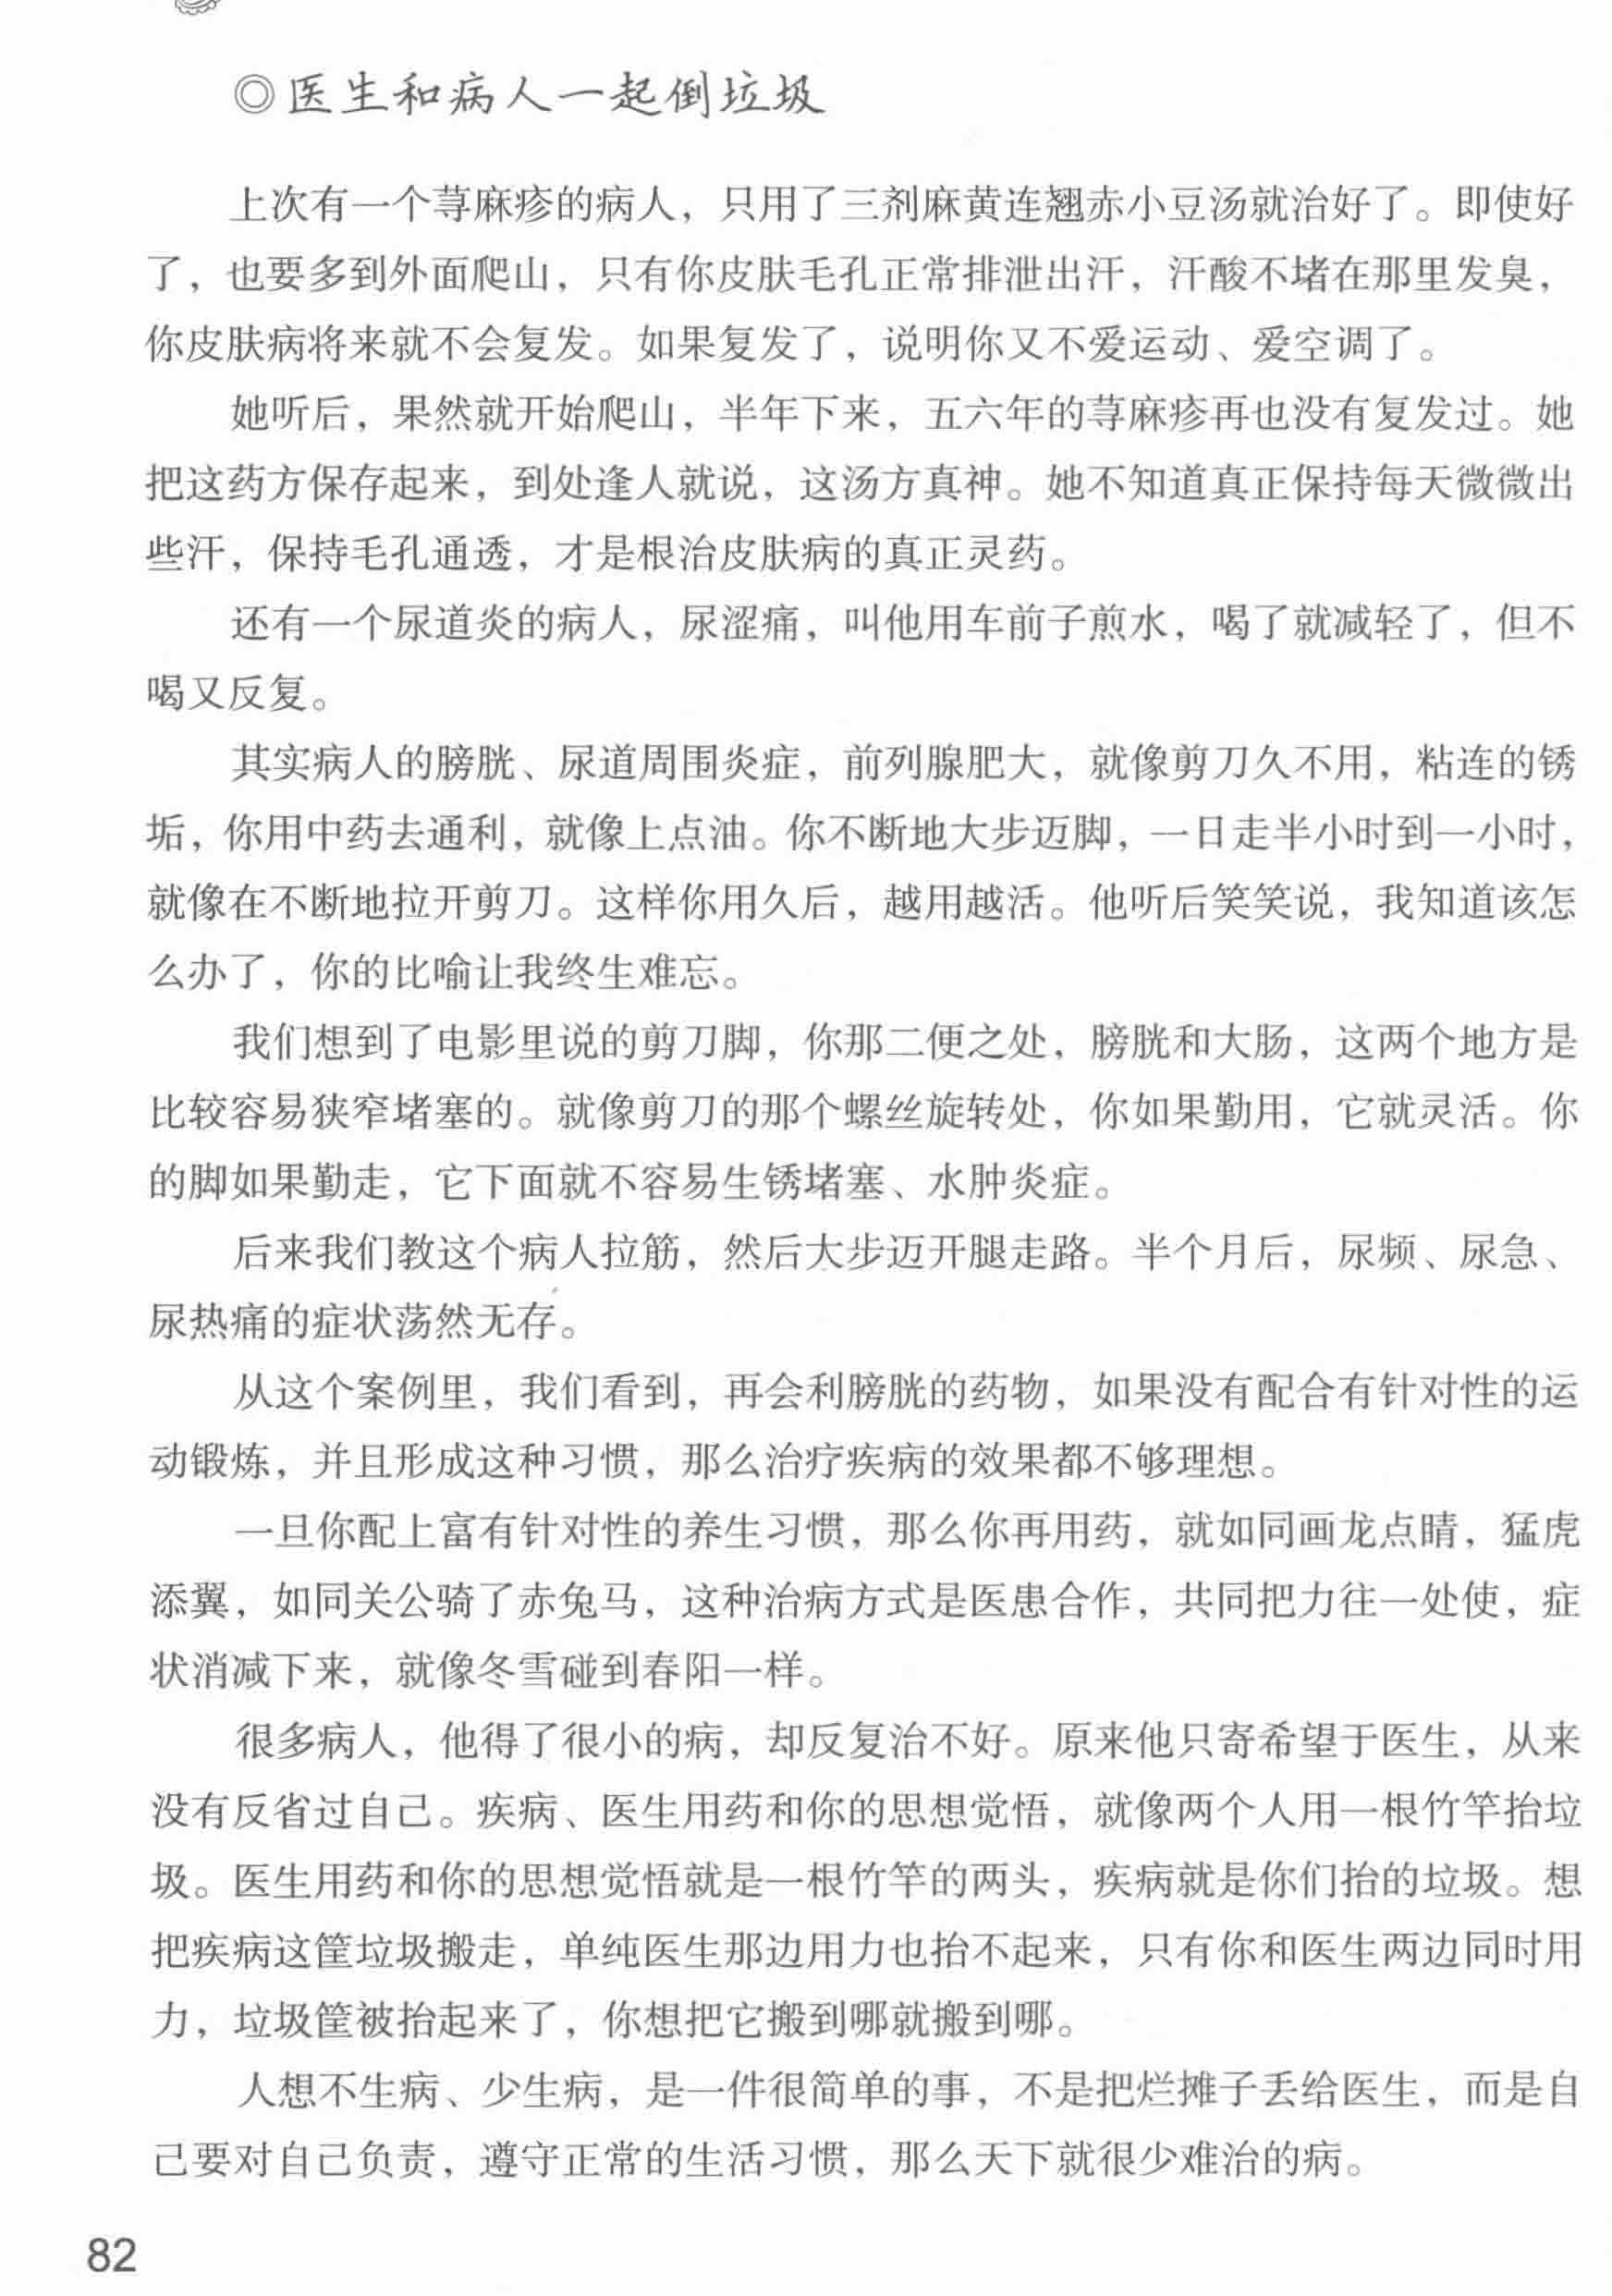 ◎医生和病人一起倒垃圾
上次有一个荨麻疹的病人，只用了三剂麻黄连翘赤小豆汤就治好了。即使好
了，也要多到外面爬山，只有你皮肤毛孔正常排泄出汗，汗酸不堵在那里发臭，
你皮肤病将来就不会复发。如果复发了，说明你又不爱运动、爱空调了。
她听后，果然就开始爬山，半年下来，五六年的荨麻疹再也没有复发过。她
把这药方保存起来，到处逢人就说，这汤方真神。她不知道真正保持每天微微出
些汗，保持毛孔通透，才是根治皮肤病的真正灵药。
还有一个尿道炎的病人，尿涩痛，叫他用车前子煎水，喝了就减轻了，但不
喝又反复。
其实病人的膀胱、尿道周围炎症，前列腺肥大，就像剪刀久不用，粘连的锈
垢，你用中药去通利，就像上点油。你不断地大步迈脚，一日走半小时到一小时，
就像在不断地拉开剪刀。这样你用久后，越用越活。他听后笑笑说，我知道该怎
么办了，你的比喻让我终生难忘。
我们想到了电影里说的剪刀脚，你那二便之处，膀胱和大肠，这两个地方是
比较容易狭窄堵塞的。就像剪刀的那个螺丝旋转处，你如果勤用，它就灵活。你
的脚如果勤走，它下面就不容易生锈堵塞、水肿炎症。
后来我们教这个病人拉筋，然后大步迈开腿走路。半个月后，尿频、尿急、
尿热痛的症状荡然无存。
从这个案例里，我们看到，再会利膀胱的药物，如果没有配合有针对性的运
动锻炼，并且形成这种习惯，那么治疗疾病的效果都不够理想。
一旦你配上富有针对性的养生习惯，那么你再用药，就如同画龙点睛，猛虎
添翼，如同关公骑了赤兔马，这种治病方式是医患合作，共同把力往一处使，症
状消减下来，就像冬雪碰到春阳一样。
很多病人，他得了很小的病，却反复治不好。原来他只寄希望于医生，从来
没有反省过自己。疾病、医生用药和你的思想觉悟，就像两个人用一根竹竿抬垃
圾。医生用药和你的思想觉悟就是一根竹竿的两头，疾病就是你们抬的垃圾。想
把疾病这筐垃圾搬走，单纯医生那边用力也抬不起来，只有你和医生两边同时用
力，垃圾筐被抬起来了，你想把它搬到哪就搬到哪。
人想不生病、少生病，是一件很简单的事，不是把烂摊子丢给医生，而是自
己要对自己负责，遵守正常的生活习惯，那么天下就很少难治的病。
82